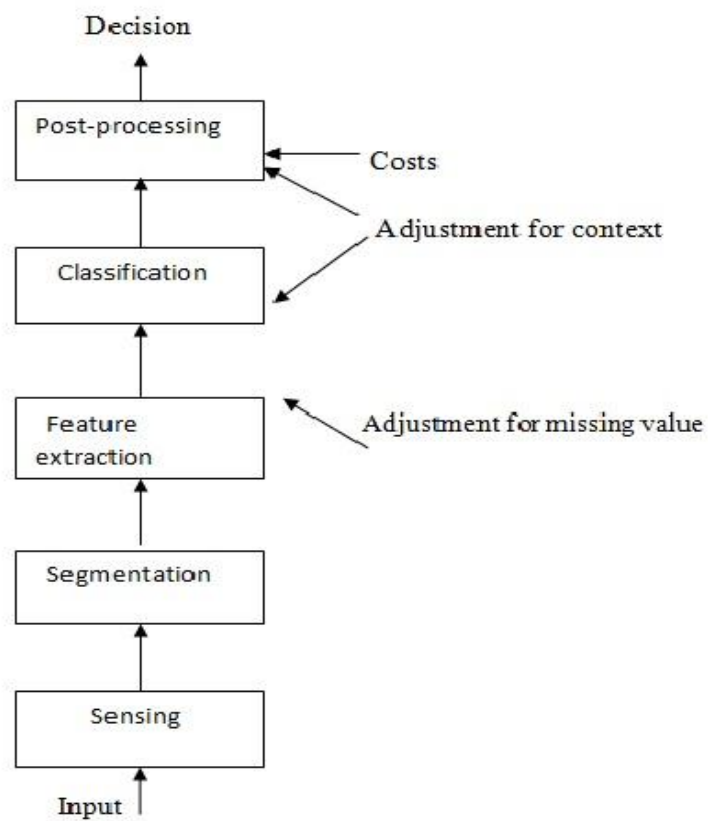 Decision
Post-processing
Costs
Adjustment for context
Classification
Feature
extraction
Adjustment for missing value
Segmentation
Sensing
Input